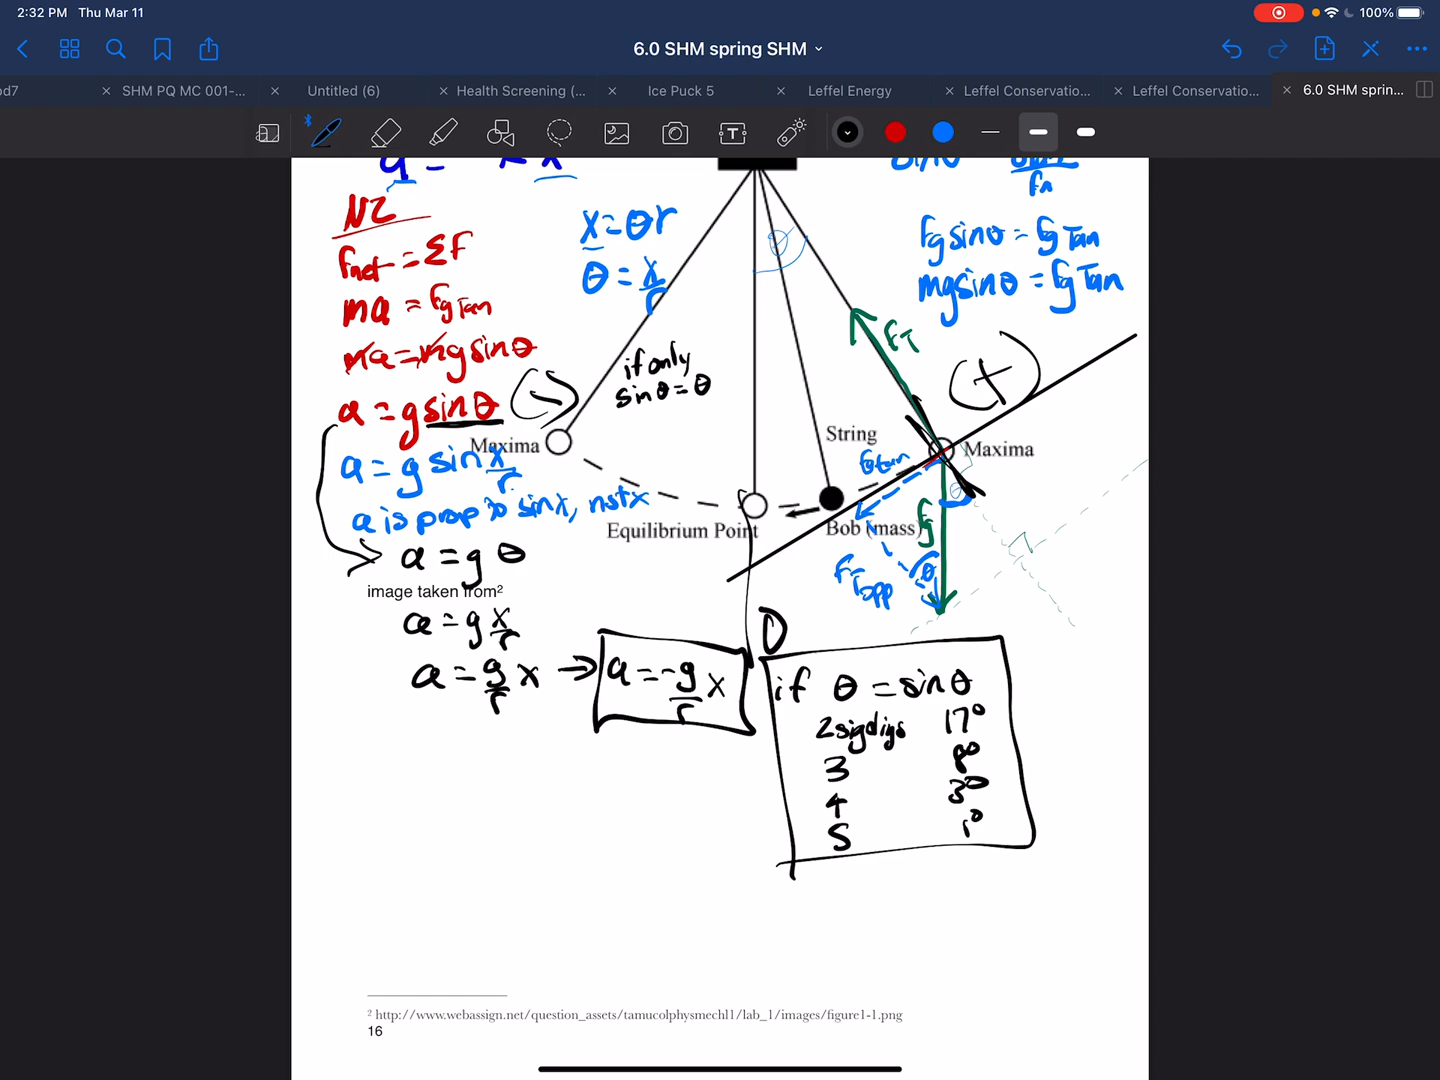 2:32 PM Thu Mar 11
100%
6.0 SHM spring SHM
od7
SHM PQ MC 001-...
Untitled (6)
Health Screening (...
Ice Puck 5
Leffel Energy
Leffel Conservatio...
Leffel Conservatio...
6.0 SHM sprin...
N2
Fnet = ΣF
ma = FgTan
ma = mg sinθ
a = g sinθ
a = g sin x/r
a is prop to sinx, not x
a = g θ
a = g x/r
a = g/r x → a = -g/r x
x = θr
θ = x/r
if only
sinθ = θ
(-)
θ
Fg sinθ = Fg Tan
mg sinθ = Fg Tan
FT
(+)
Maxima
String
Maxima
Fgtan
Fg
θ
Equilibrium Point
Bob (mass)
θ
image taken from²
if θ = sinθ
2 sigdigs 17°
3 8°
4 3°
5 1°
² http://www.webassign.net/question_assets/tamucolphysmechl1/lab_1/images/figure1-1.png
16